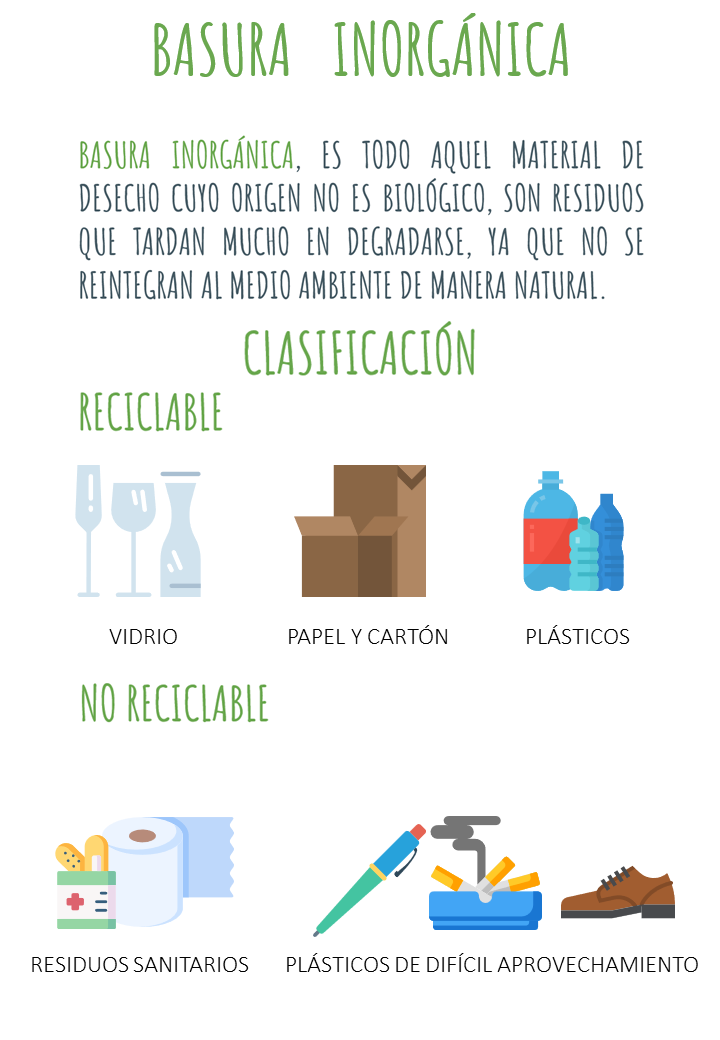 BASURA INORGÁNICA
BASURA INORGÁNICA, ES TODO AQUEL MATERIAL DE
DESECHO CUYO ORIGEN NO ES BIOLÓGICO, SON RESIDUOS
QUE TARDAN MUCHO EN DEGRADARSE, YA QUE NO SE
REINTEGRAN AL MEDIO AMBIENTE DE MANERA NATURAL.
CLASIFICACIÓN
RECICLABLE
VIDRIO PAPEL Y CARTÓN PLÁSTICOS
NO RECICLABLE
RESIDUOS SANITARIOS PLÁSTICOS DE DIFÍCIL APROVECHAMIENTO